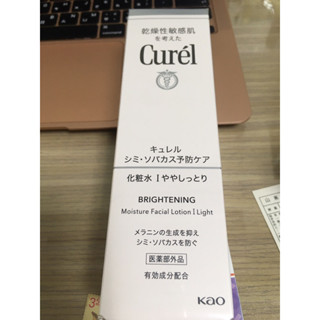 乾燥性敏感肌
を考えた
Curél
キュレル
シミ・ソバカス予防ケア
化粧水 I ややしっとり
BRIGHTENING
Moisture Facial Lotion I Light
メラニンの生成を抑え
シミ・ソバカスを防ぐ
医薬部外品
有効成分配合
Kao